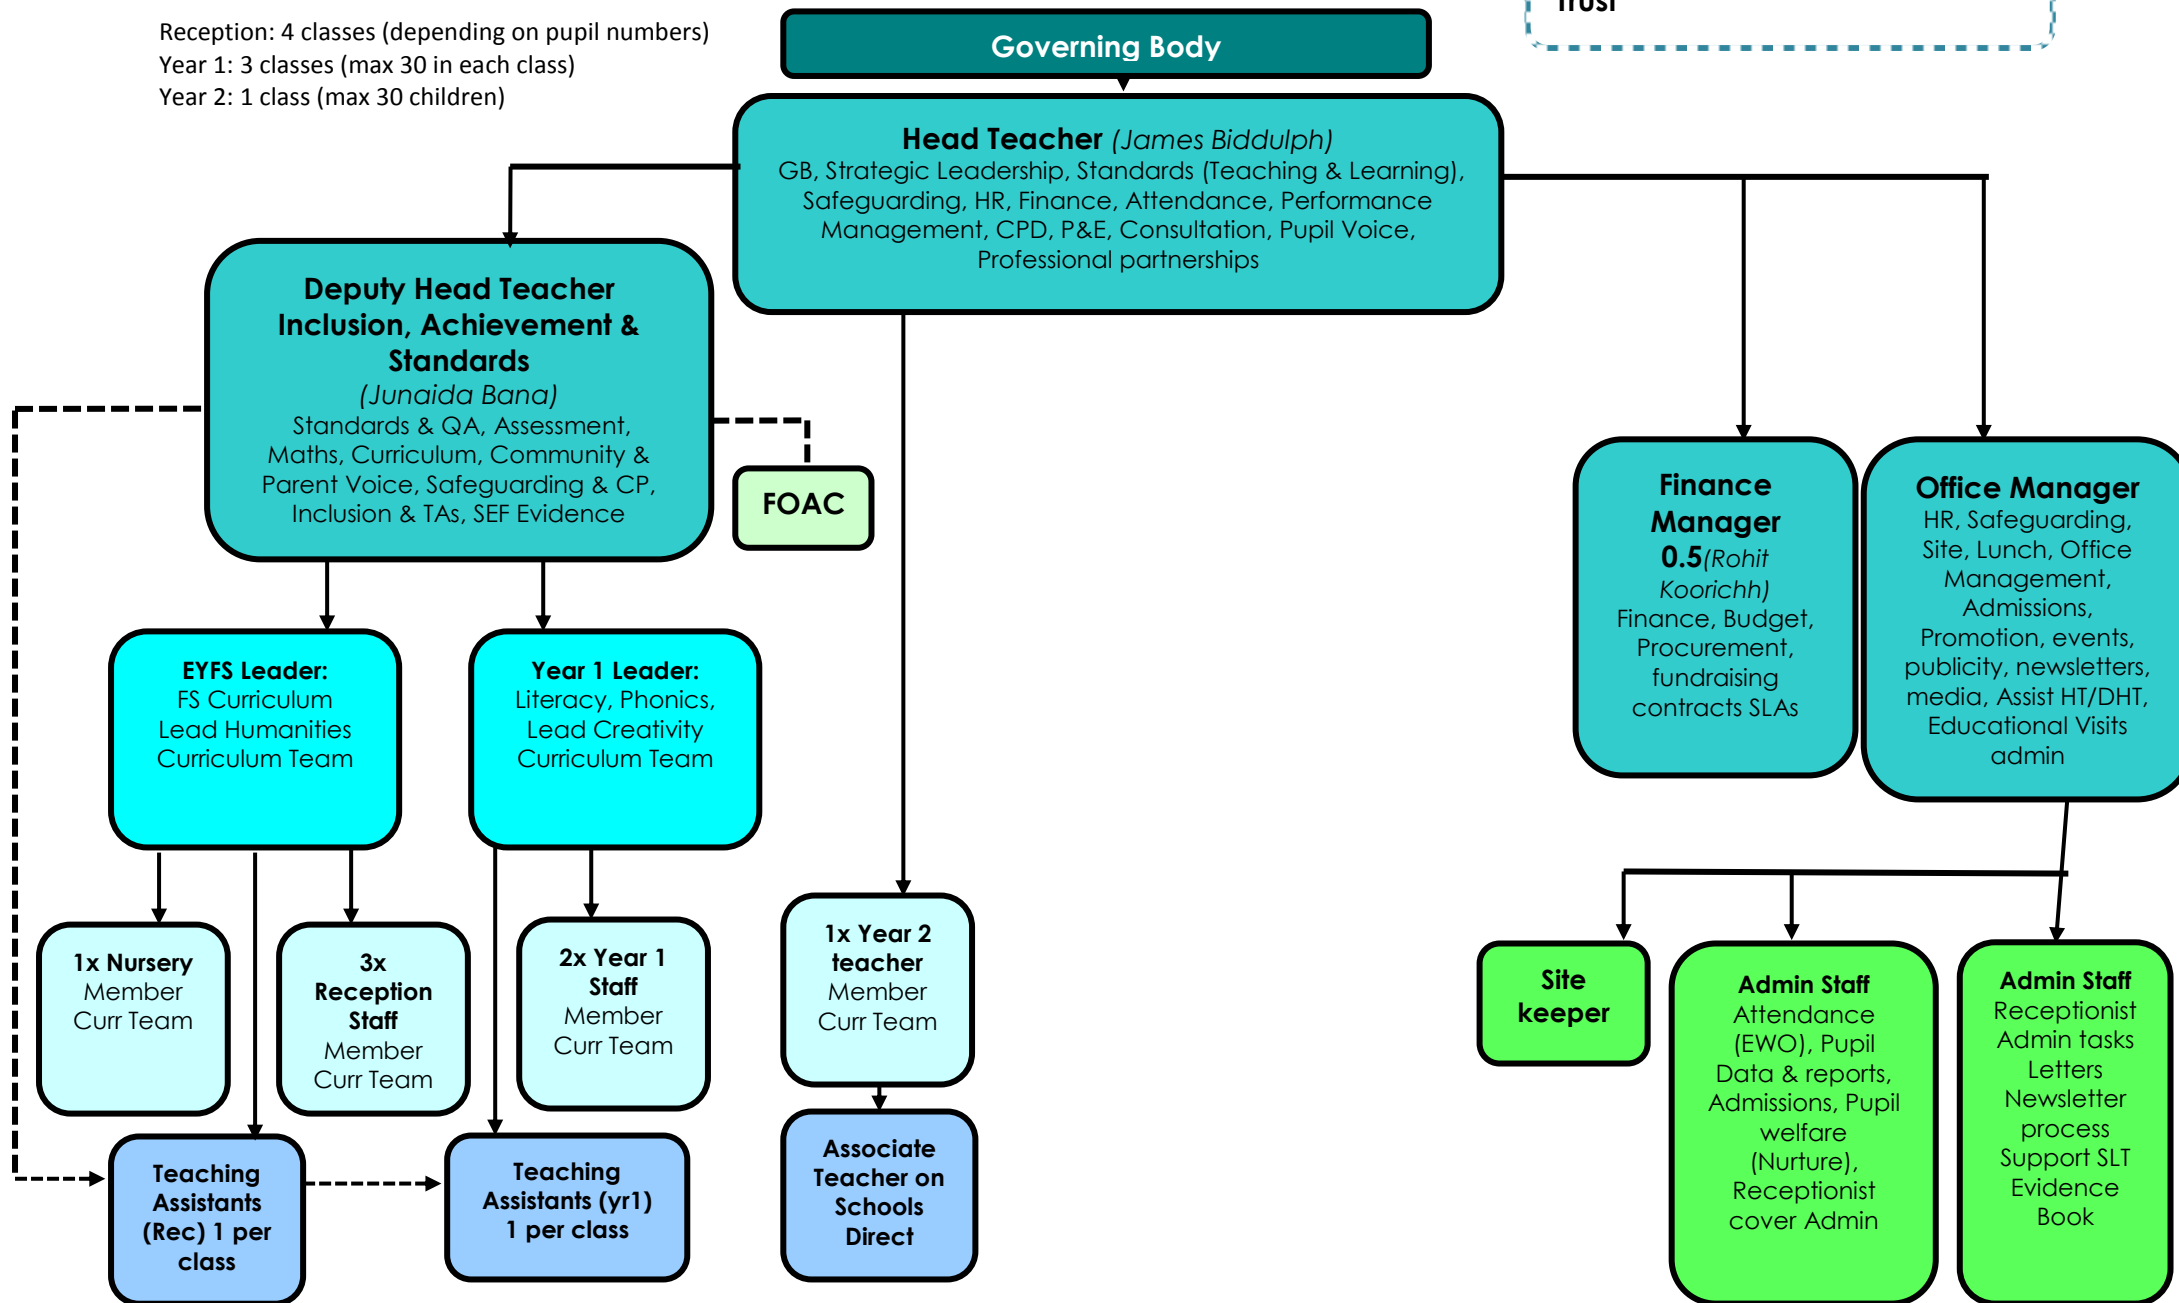 Trust
Reception: 4 classes (depending on pupil numbers)
Year 1: 3 classes (max 30 in each class)
Year 2: 1 class (max 30 children)
Governing Body
Head Teacher (James Biddulph)
GB, Strategic Leadership, Standards (Teaching & Learning),
Safeguarding, HR, Finance, Attendance, Performance
Management, CPD, P&E, Consultation, Pupil Voice,
Professional partnerships
Deputy Head Teacher
Inclusion, Achievement &
Standards
(Junaida Bana)
Standards & QA, Assessment,
Maths, Curriculum, Community &
Parent Voice, Safeguarding & CP,
Inclusion & TAs, SEF Evidence
FOAC
Finance
Manager
0.5(Rohit
Koorichh)
Finance, Budget,
Procurement,
fundraising
contracts SLAs
Office Manager
HR, Safeguarding,
Site, Lunch, Office
Management,
Admissions,
Promotion, events,
publicity, newsletters,
media, Assist HT/DHT,
Educational Visits
admin
EYFS Leader:
FS Curriculum
Lead Humanities
Curriculum Team
Year 1 Leader:
Literacy, Phonics,
Lead Creativity
Curriculum Team
1x Nursery
Member
Curr Team
3x
Reception
Staff
Member
Curr Team
2x Year 1
Staff
Member
Curr Team
1x Year 2
teacher
Member
Curr Team
Site
keeper
Admin Staff
Attendance
(EWO), Pupil
Data & reports,
Admissions, Pupil
welfare
(Nurture),
Receptionist
cover Admin
Admin Staff
Receptionist
Admin tasks
Letters
Newsletter
process
Support SLT
Evidence
Book
Teaching
Assistants
(Rec) 1 per
class
Teaching
Assistants (yr1)
1 per class
Associate
Teacher on
Schools
Direct